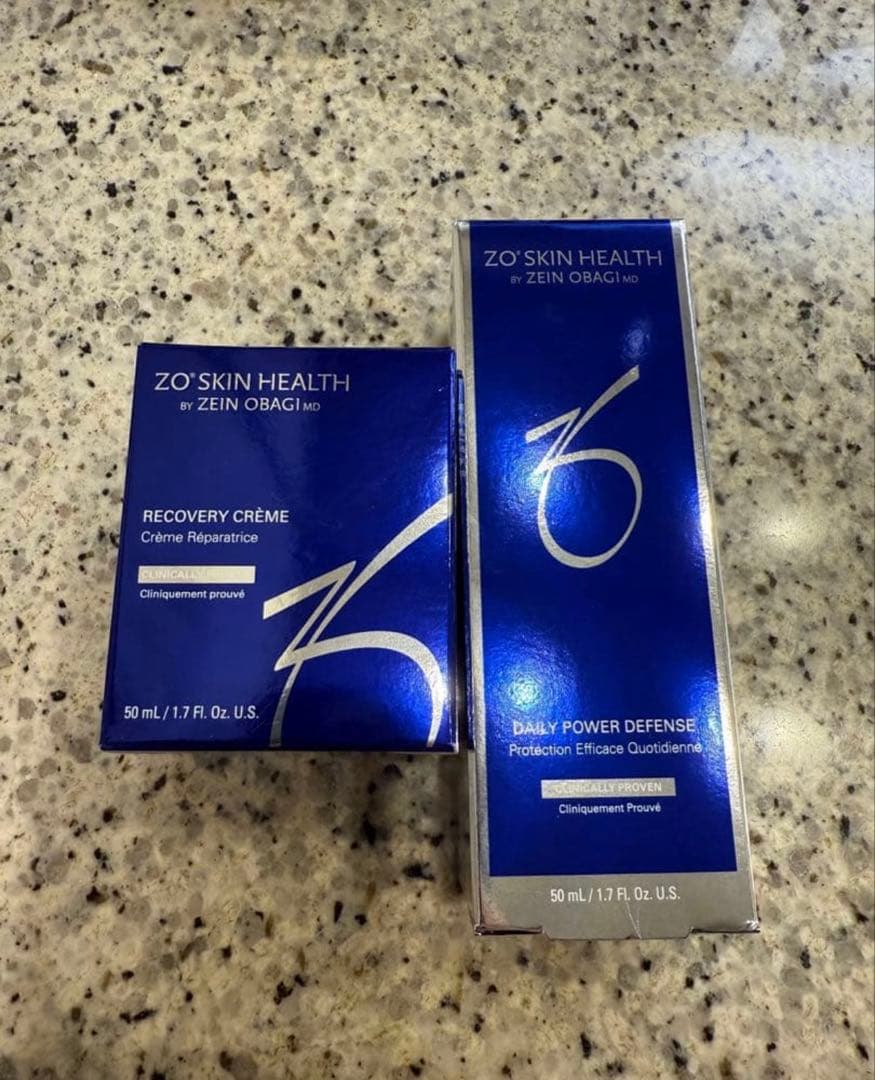 ZO® SKIN HEALTH
BY ZEIN OBAGI MD
RECOVERY CRÈME
Crème Réparatrice
CLINICALLY
Cliniquement prouvé
50 mL / 1.7 Fl. Oz. U.S.
ZO® SKIN HEALTH
BY ZEIN OBAGI MD
DAILY POWER DEFENSE
Protection Efficace Quotidienne
CLINICALLY PROVEN
Cliniquement Prouvé
50 mL / 1.7 Fl. Oz. U.S.